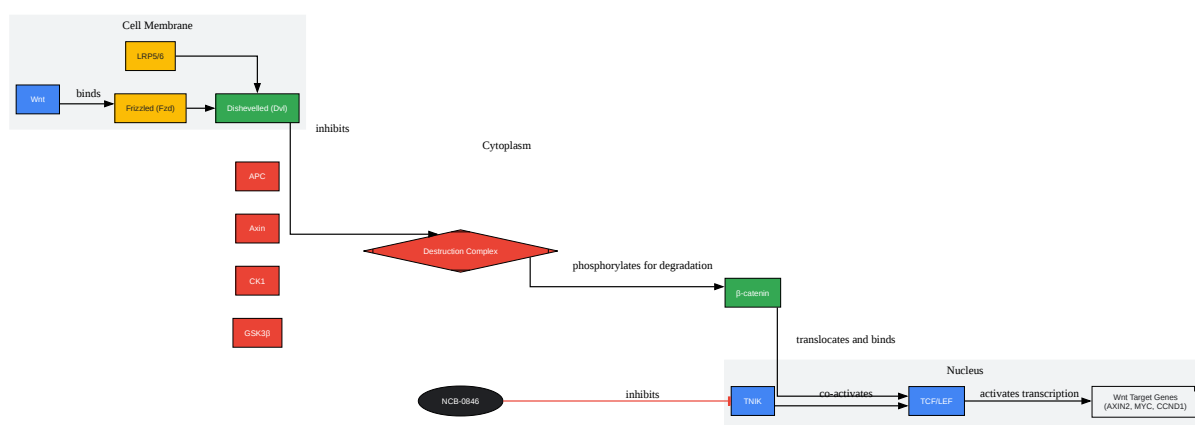 Cell Membrane
LRP5/6
Wnt
binds
Frizzled (Fzd)
Dishevelled (Dvl)
inhibits
Cytoplasm
APC
Axin
Destruction Complex
CK1
phosphorylates for degradation
β-catenin
GSK3β
translocates and binds
Nucleus
NCB-0846
inhibits
TNIK
co-activates
TCF/LEF
activates transcription
Wnt Target Genes
(AXIN2, MYC, CCND1)